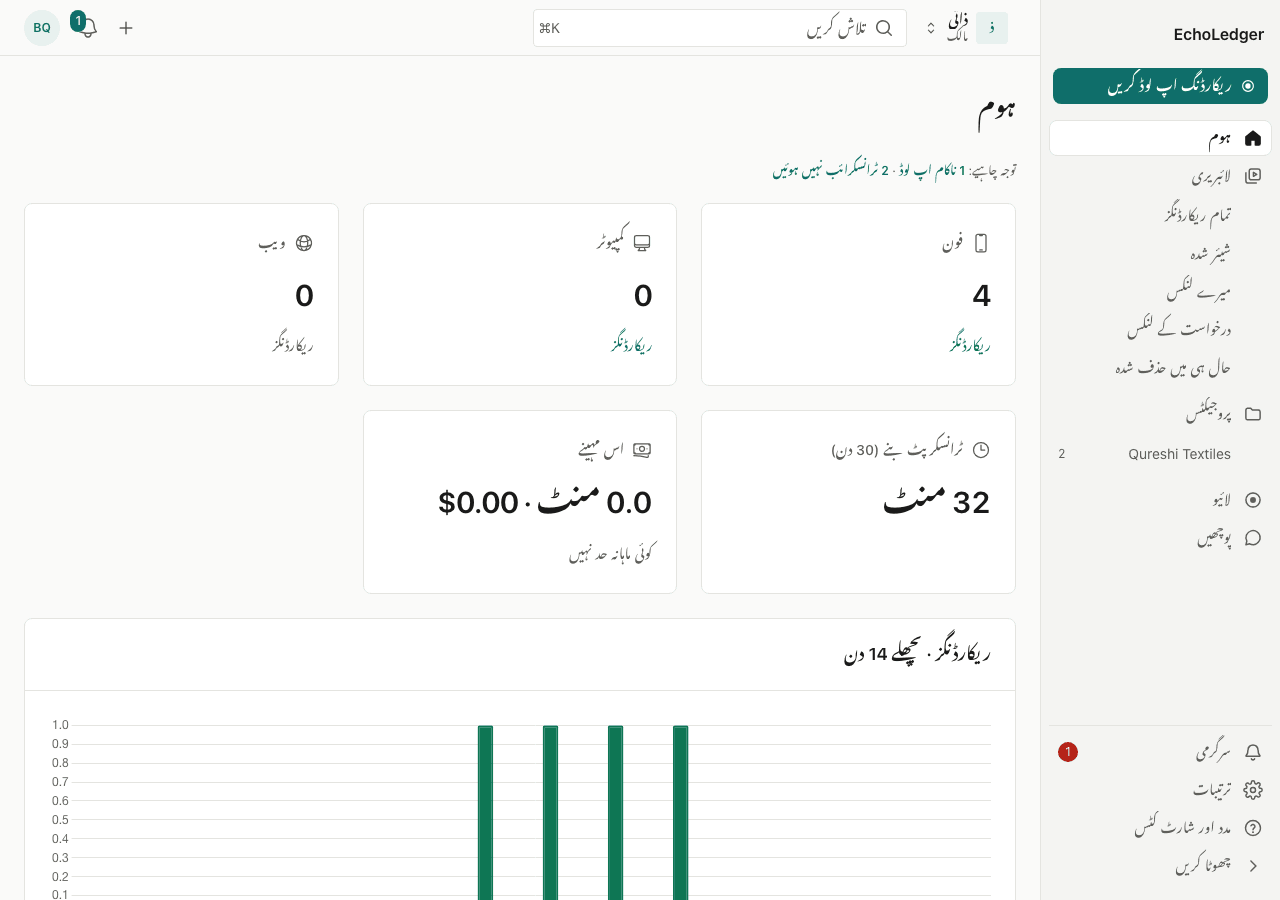 EchoLedger
ریکارڈنگ اپ لوڈ کریں
ہوم
لائبریری
تمام ریکارڈنگز
شیئر شدہ
میرے لنکس
درخواست کے لنکس
حال ہی میں حذف شدہ
پروجیکٹس
Qureshi Textiles 2
لائیو
پوچھیں
سرگرمی 1
ترتیبات
مدد اور شارٹ کٹس
چھوٹا کریں
ذ
ذاتی
مالک
تلاش کریں ⌘K
1
BQ
ہوم
توجہ چاہیے: 1 ناکام اپ لوڈ · 2 ٹرانسکرائب نہیں ہوئیں
فون
4
ریکارڈنگز
کمپیوٹر
0
ریکارڈنگز
ویب
0
ریکارڈنگز
ٹرانسکرپٹ بنے (30 دن)
32 منٹ
اس مہینے
0.0 منٹ · $0.00
کوئی ماہانہ حد نہیں
ریکارڈنگز · پچھلے 14 دن
1.0
0.9
0.8
0.7
0.6
0.5
0.4
0.3
0.2
0.1